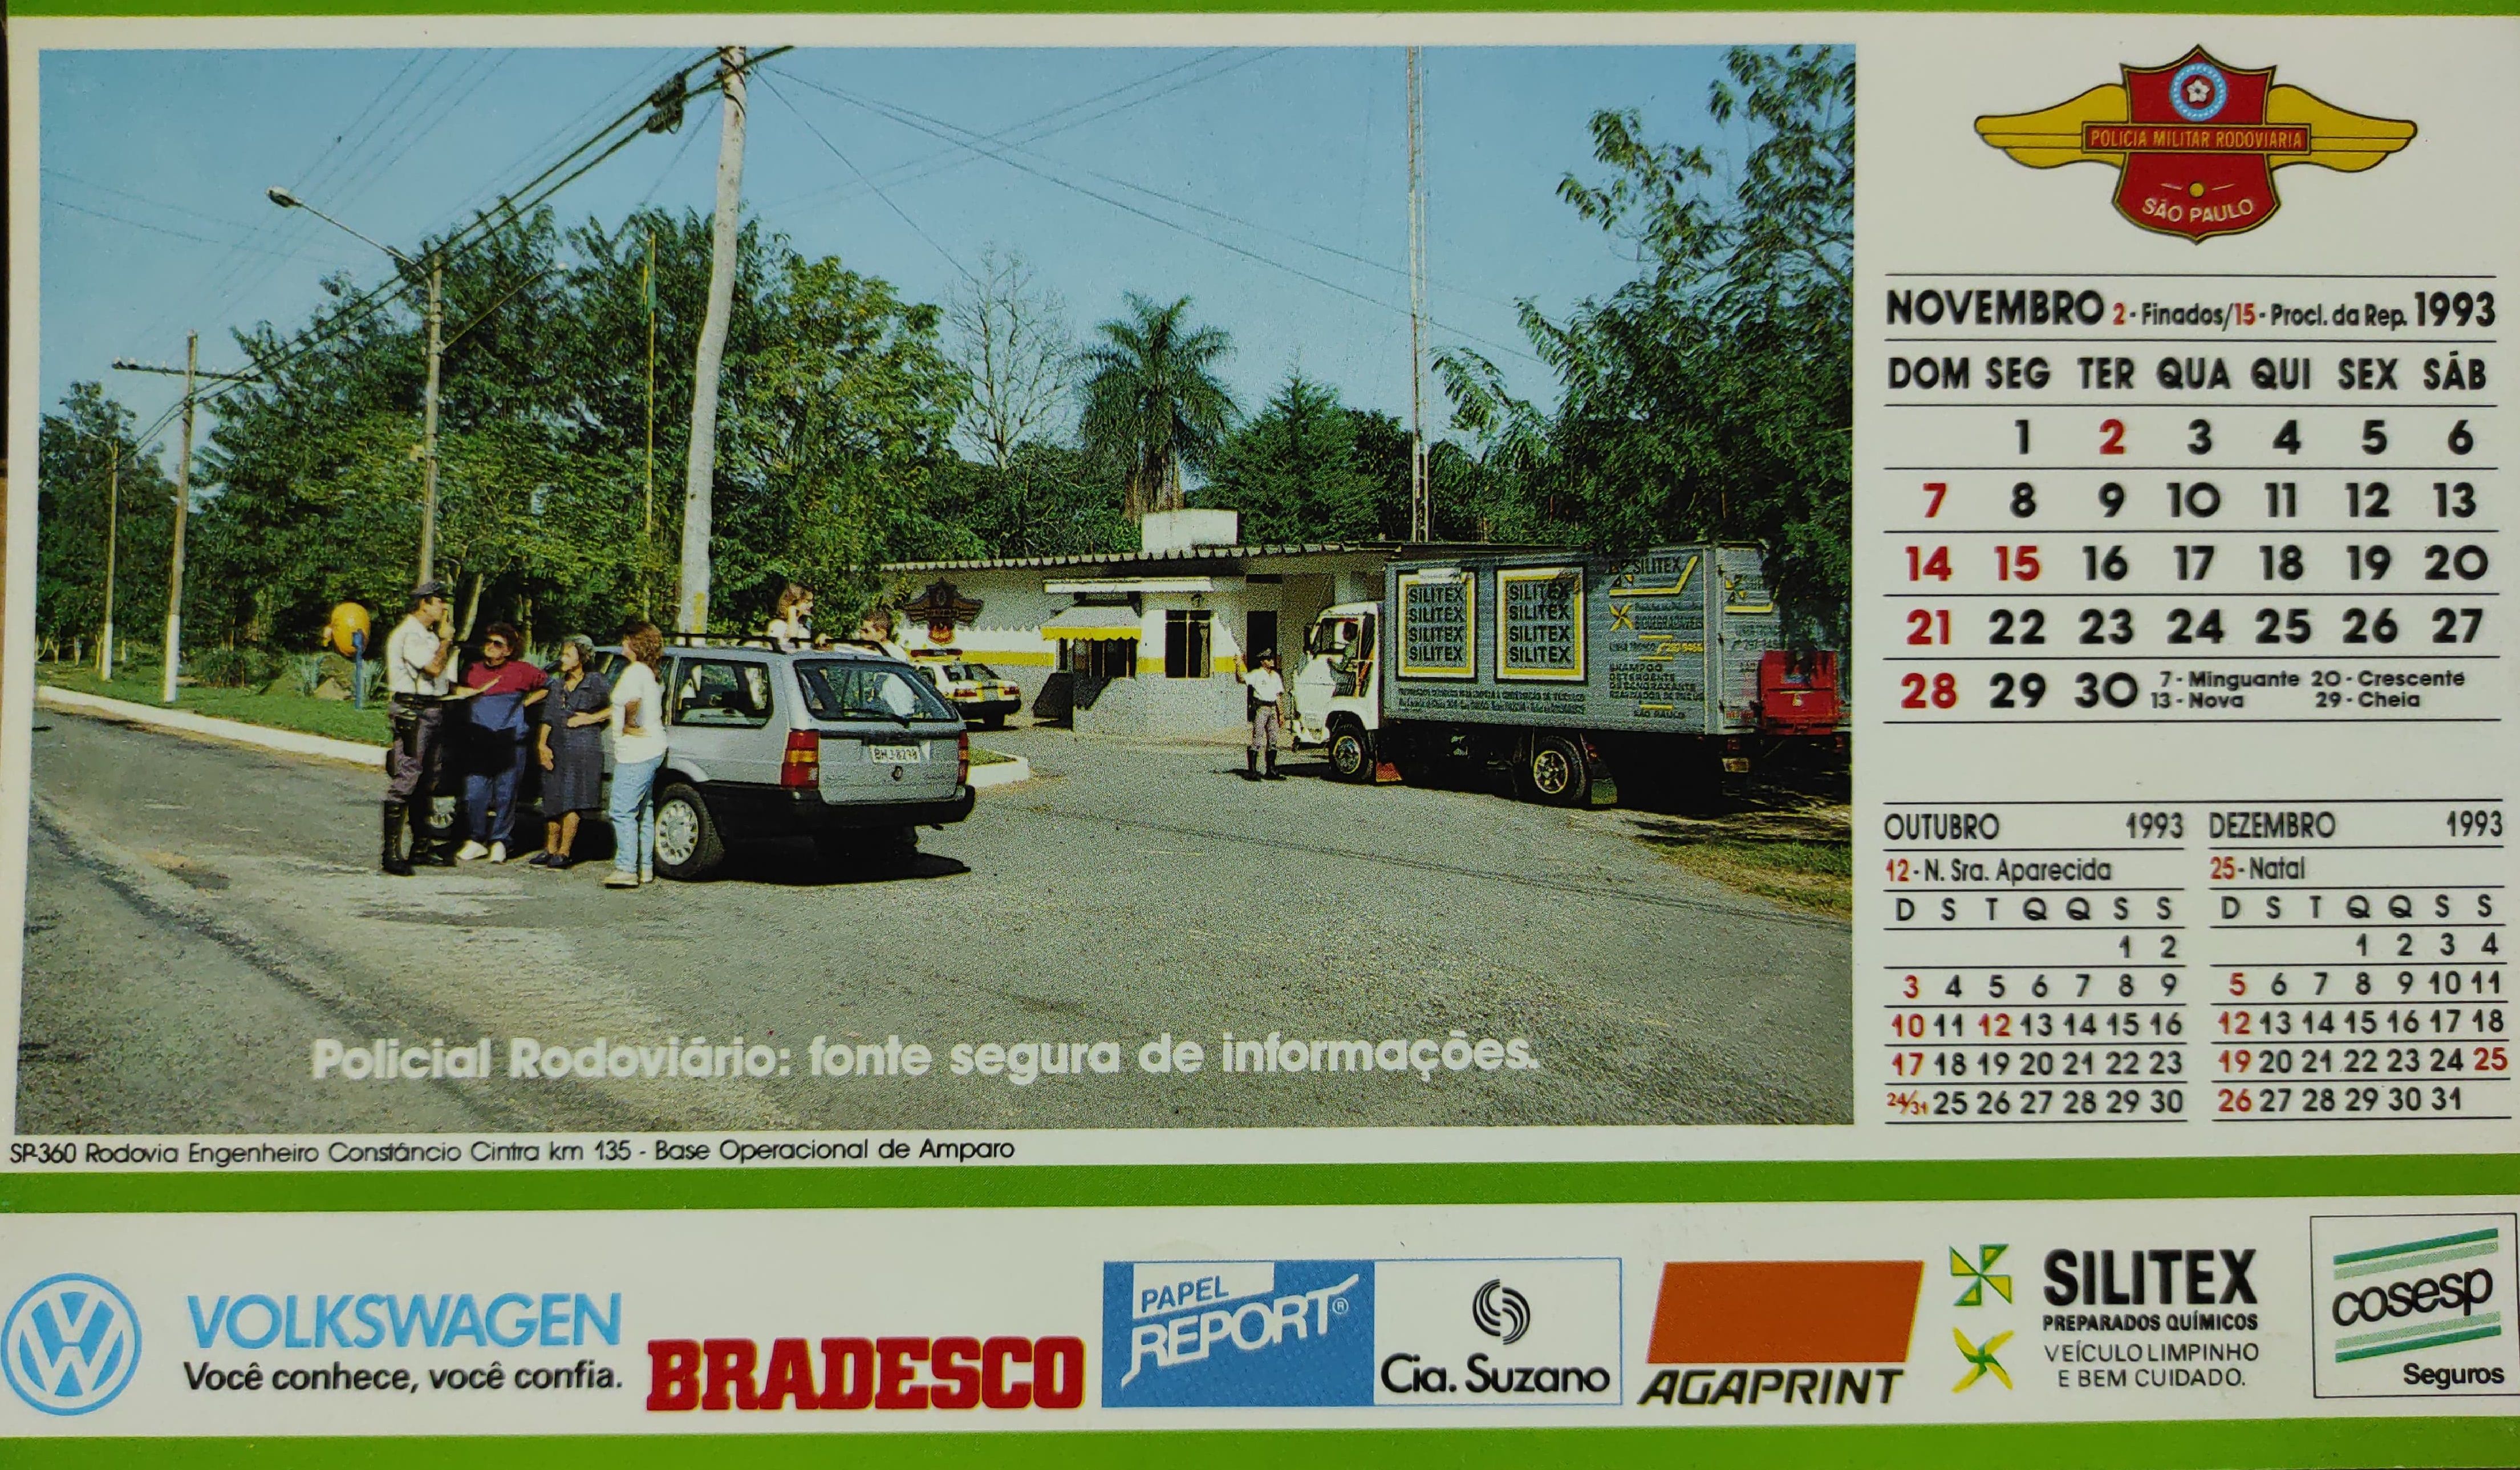 POLICIA MILITAR RODOVIÁRIA
SÃO PAULO
NOVEMBRO 2 - Finados/15 - Procl. da Rep. 1993
DOM SEG TER QUA QUI SEX SÁB
1 2 3 4 5 6
7 8 9 10 11 12 13
14 15 16 17 18 19 20
21 22 23 24 25 26 27
28 29 30 7 - Minguante 20 - Crescente
13 - Nova 29 - Cheia
OUTUBRO 1993
12 - N. Sra. Aparecida
D S T Q Q S S
1 2
3 4 5 6 7 8 9
10 11 12 13 14 15 16
17 18 19 20 21 22 23
24/31 25 26 27 28 29 30
DEZEMBRO 1993
25 - Natal
D S T Q Q S S
1 2 3 4
5 6 7 8 9 10 11
12 13 14 15 16 17 18
19 20 21 22 23 24 25
26 27 28 29 30 31
SILITEX
SILITEX
SILITEX
SILITEX
SILITEX
SILITEX
SILITEX
SILITEX
SILITEX
SHAMPOO
DETERGENTE
SÃO PAULO
Policial Rodoviário: fonte segura de informações.
SP-360 Rodovia Engenheiro Constâncio Cintra km 135 - Base Operacional de Amparo
VOLKSWAGEN
Você conhece, você confia.
BRADESCO
PAPEL
REPORT®
Cia. Suzano
AGAPRINT
SILITEX
PREPARADOS QUÍMICOS
VEÍCULO LIMPINHO
E BEM CUIDADO.
cosesp
Seguros